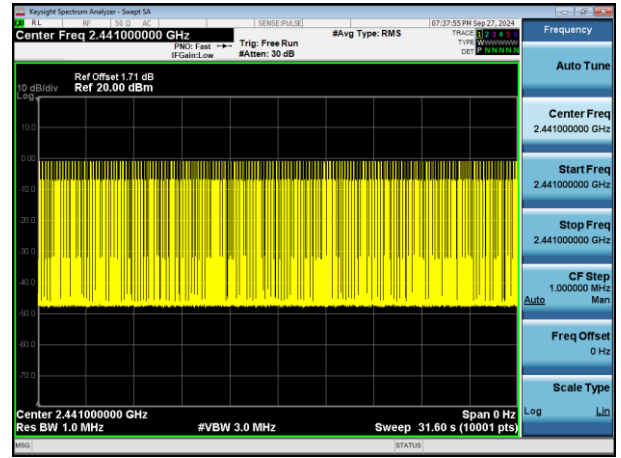 Keysight Spectrum Analyzer - Swept SA
RL RF 50 Ω AC SENSE:PULSE 07:37:55 PM Sep 27, 2024
Center Freq 2.441000000 GHz
#Avg Type: RMS
TRACE 1 2 3 4 5 6
PNO: Fast
Trig: Free Run
TYPE WWWWWW
IFGain:Low
#Atten: 30 dB
DET P N N N N N
Ref Offset 1.71 dB
10 dB/div Ref 20.00 dBm
Log
10.0
0.00
-10.0
-20.0
-30.0
-40.0
-50.0
-60.0
-70.0
Center 2.441000000 GHz Span 0 Hz
Res BW 1.0 MHz #VBW 3.0 MHz Sweep 31.60 s (10001 pts)
MSG STATUS
Frequency
Auto Tune
Center Freq
2.441000000 GHz
Start Freq
2.441000000 GHz
Stop Freq
2.441000000 GHz
CF Step
1.000000 MHz
Auto Man
Freq Offset
0 Hz
Scale Type
Log Lin